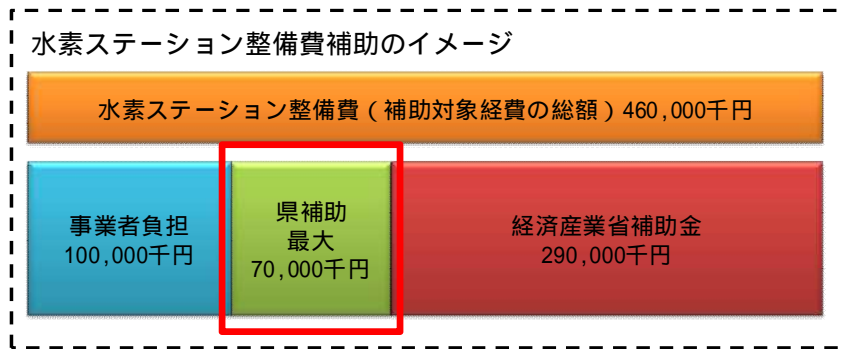 水素ステーション整備費補助のイメージ
水素ステーション整備費(補助対象経費の総額)460,000千円
事業者負担
100,000千円
県補助
最大
70,000千円
経済産業省補助金
290,000千円